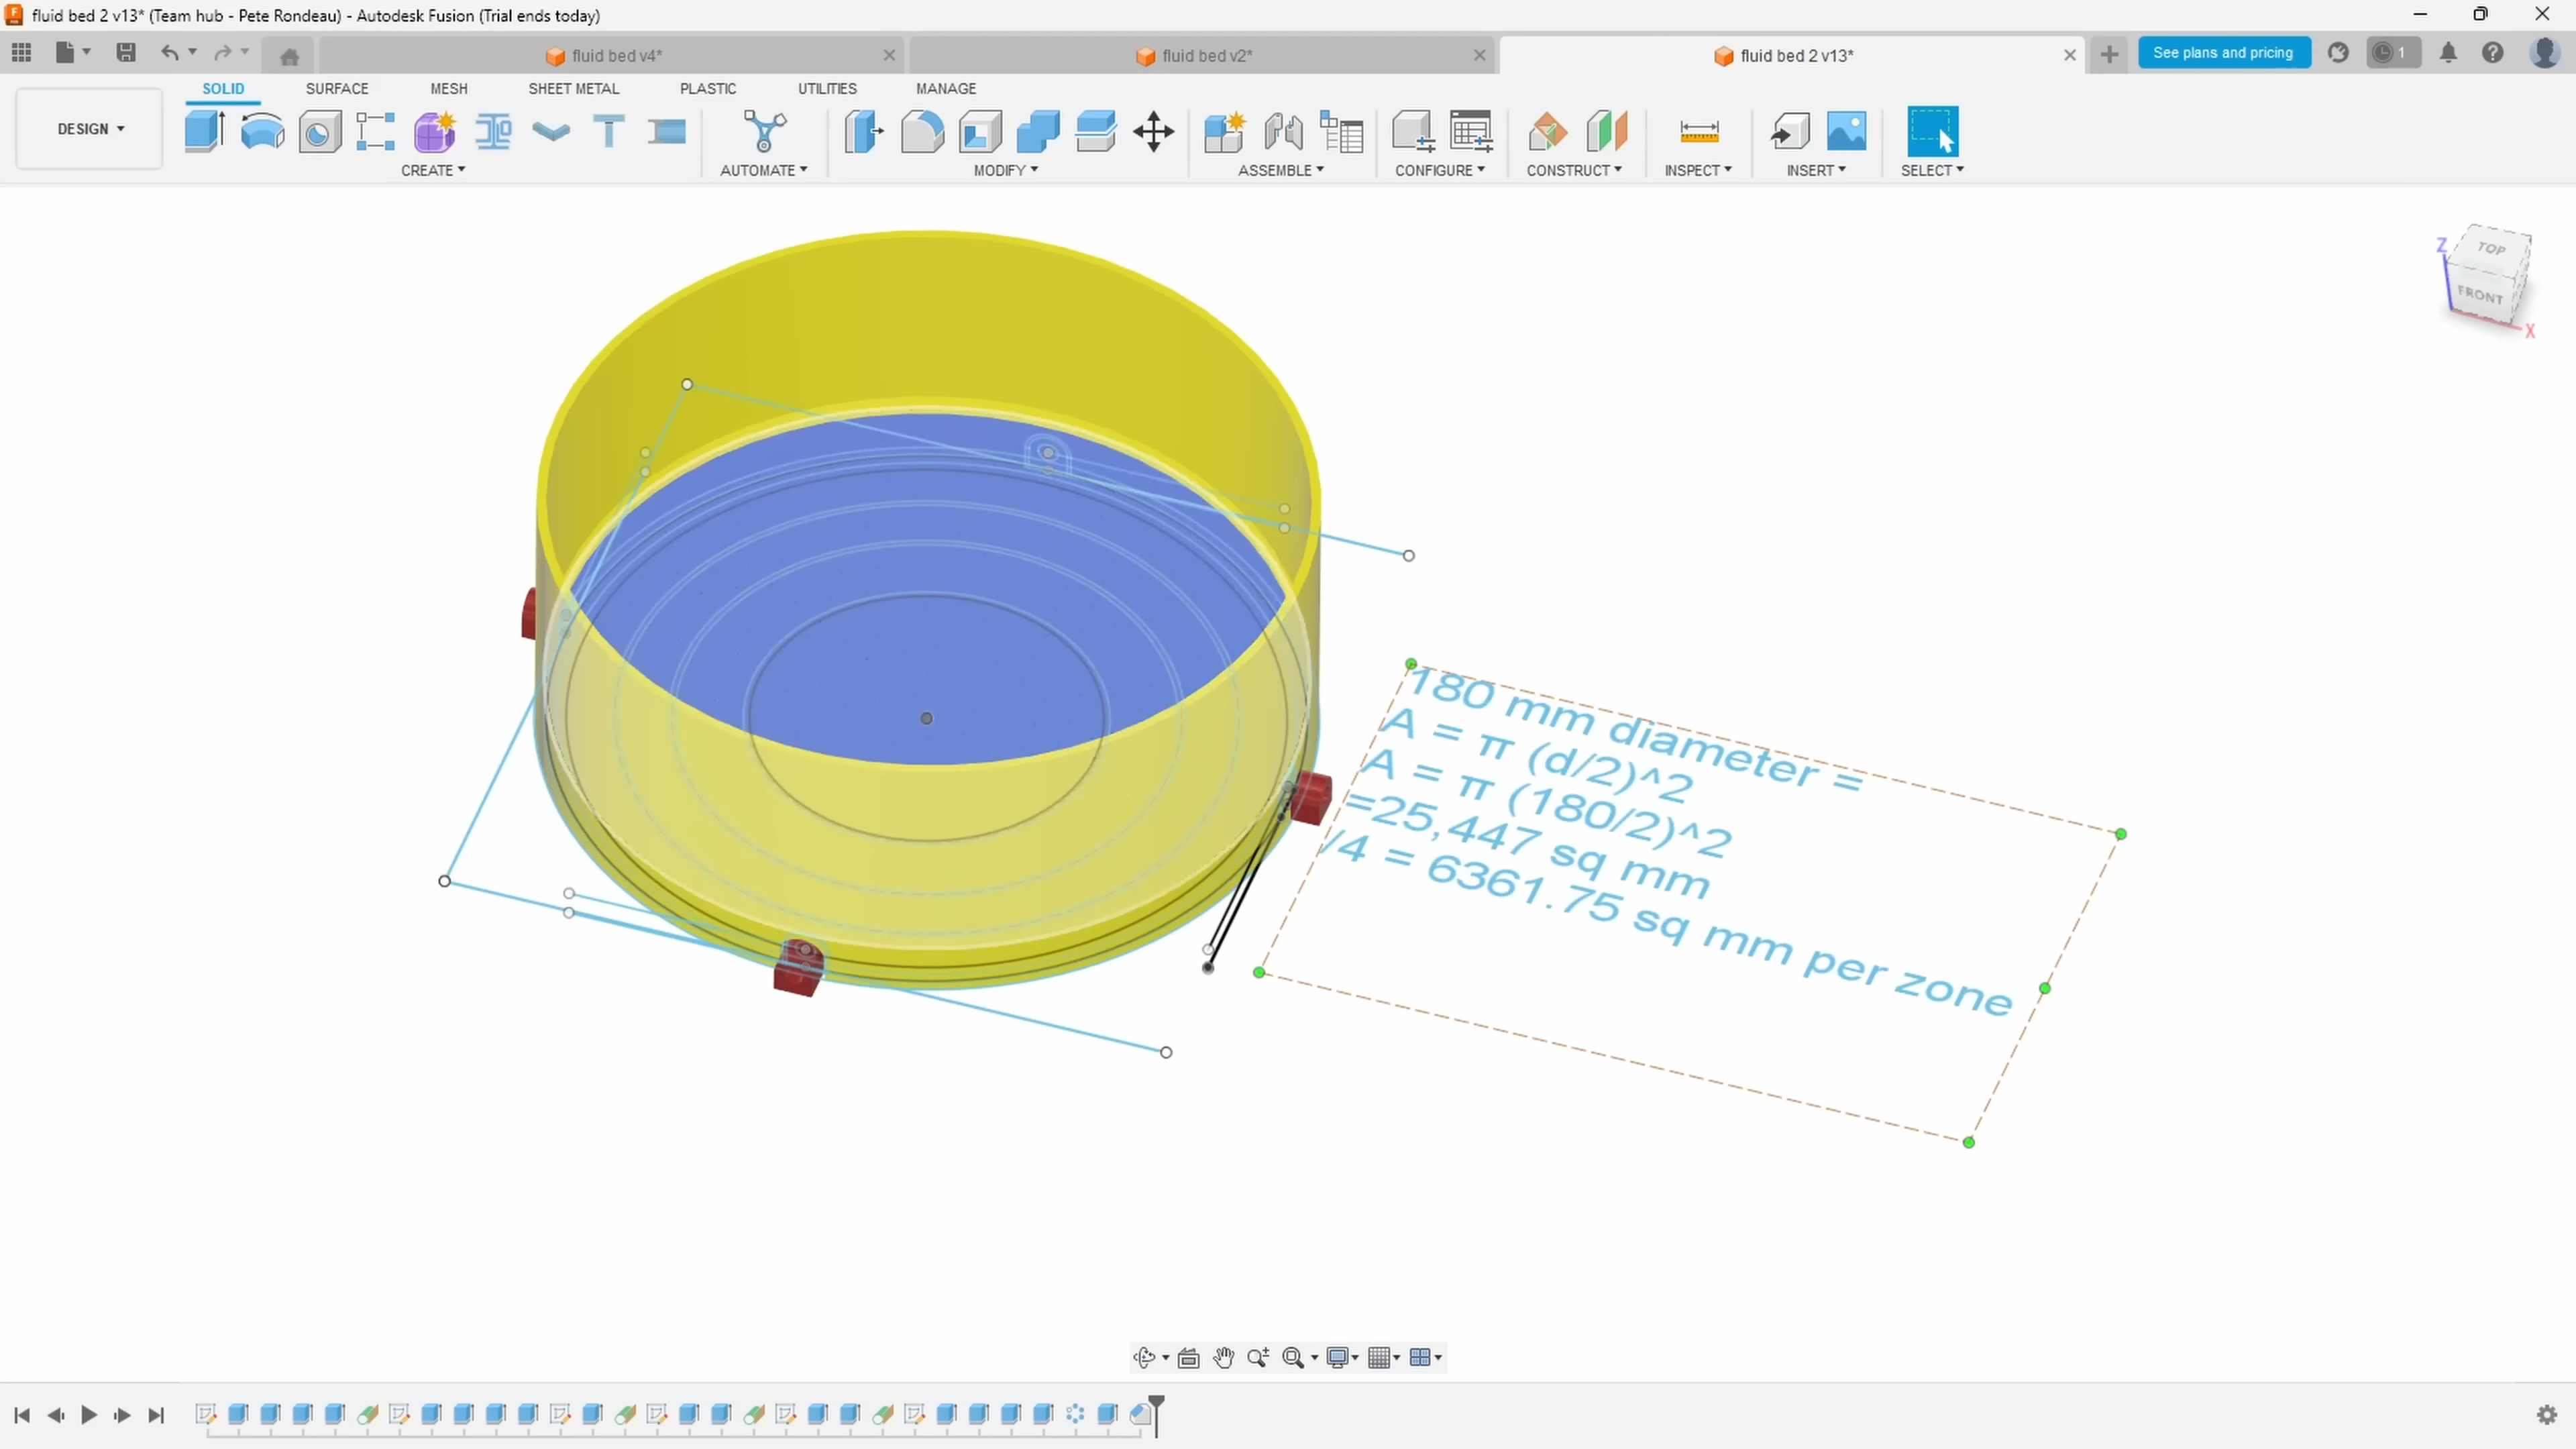 fluid bed 2 v13* (Team hub - Pete Rondeau) - Autodesk Fusion (Trial ends today)
fluid bed v4*
fluid bed v2*
fluid bed 2 v13*
See plans and pricing
1
SOLID
SURFACE
MESH
SHEET METAL
PLASTIC
UTILITIES
MANAGE
DESIGN
CREATE
AUTOMATE
MODIFY
ASSEMBLE
CONFIGURE
CONSTRUCT
INSPECT
INSERT
SELECT
Z
TOP
FRONT
X
180 mm diameter =
A = π (d/2)^2
A = π (180/2)^2
=25,447 sq mm
/4 = 6361.75 sq mm per zone